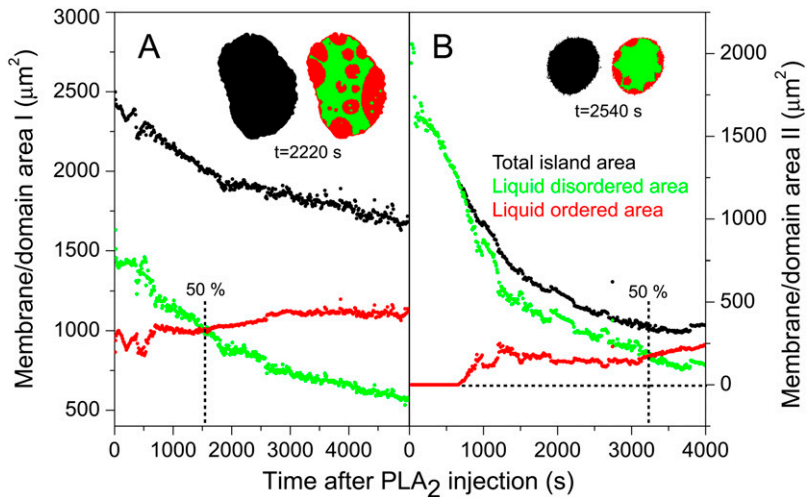 A
B
t=2220 s
t=2540 s
Total island area
Liquid disordered area
Liquid ordered area
50 %
50 %
Membrane/domain area I (μm²)
3000
2500
2000
1500
1000
500
Membrane/domain area II (μm²)
2000
1500
1000
500
0
0 1000 2000 3000 4000
0 1000 2000 3000 4000
Time after PLA₂ injection (s)